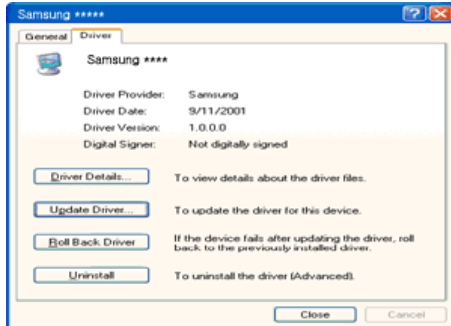 Samsung *****
General
Driver
Samsung ****
Driver Provider: Samsung
Driver Date: 9/11/2001
Driver Version: 1.0.0.0
Digital Signer: Not digitally signed
Driver Details... To view details about the driver files.
Update Driver... To update the driver for this device.
Roll Back Driver If the device fails after updating the driver, roll
back to the previously installed driver.
Uninstall To uninstall the driver (Advanced).
Close Cancel